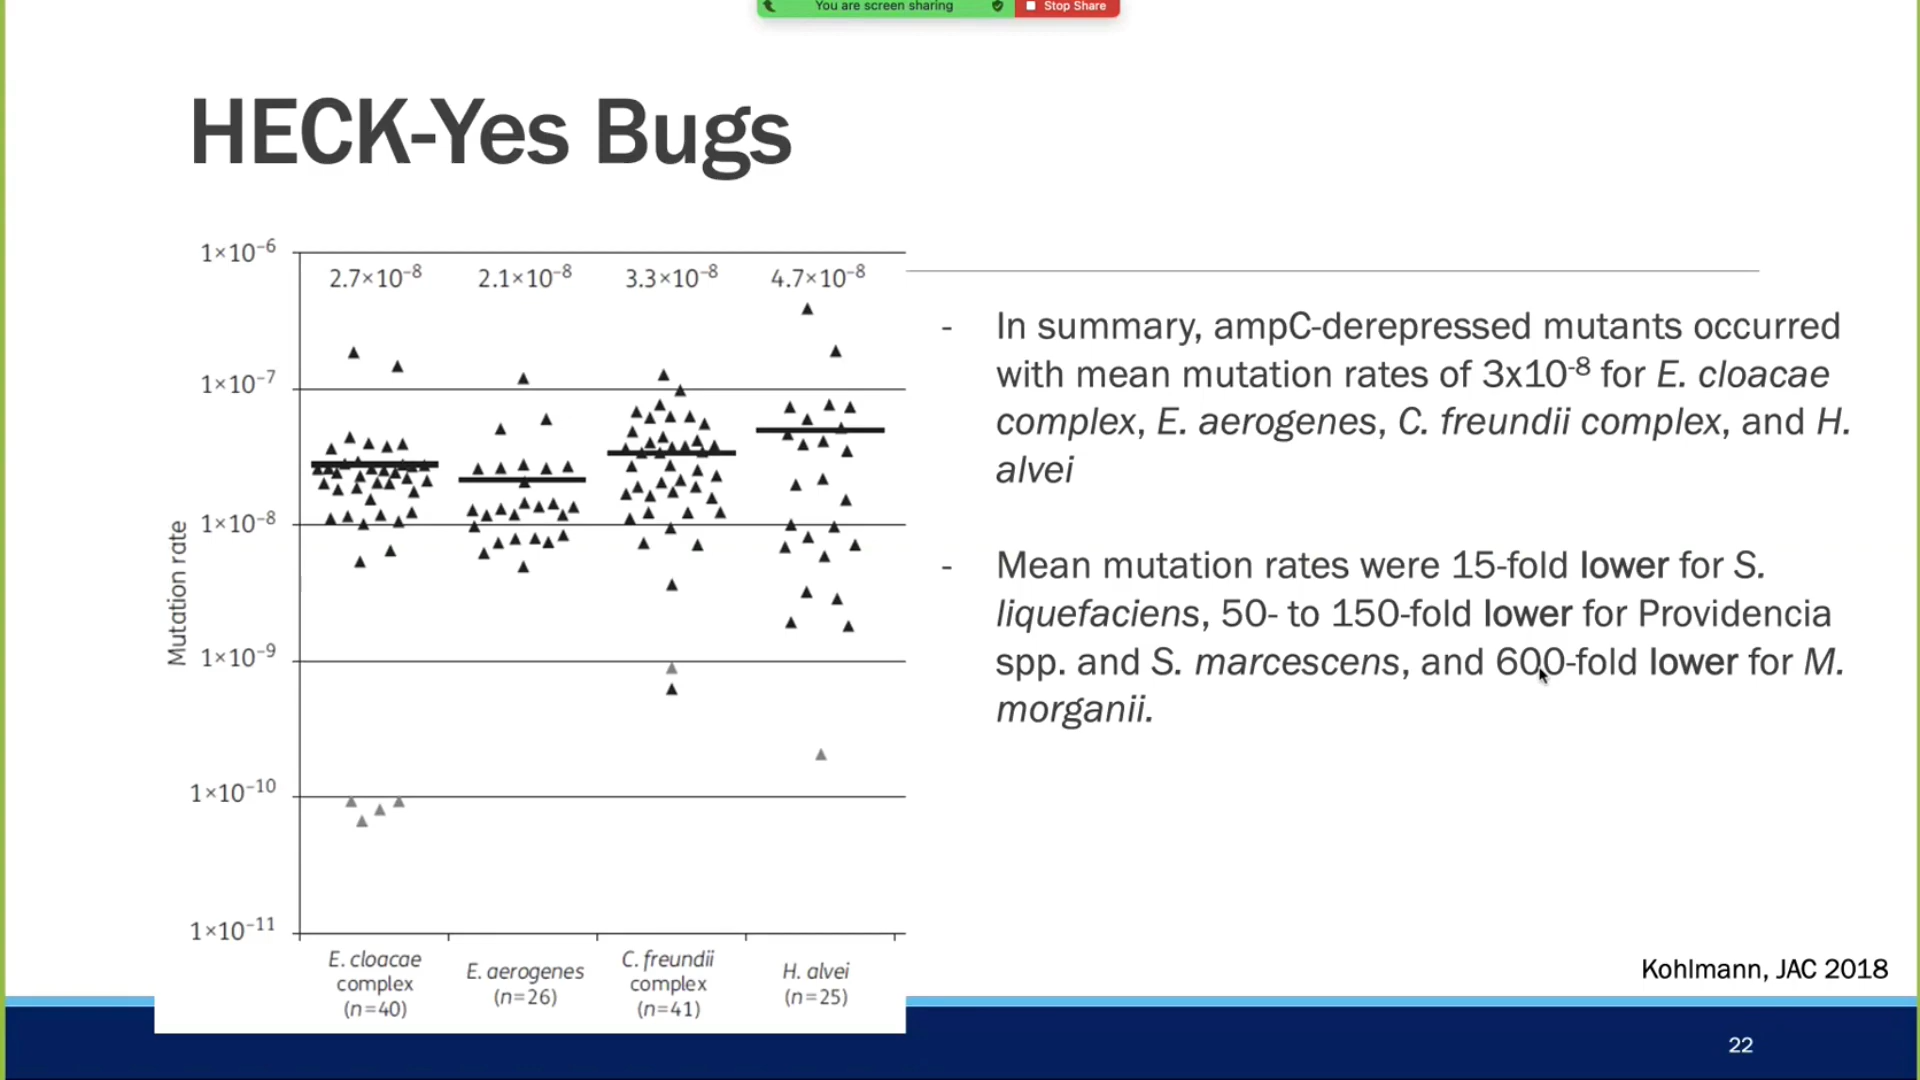 You are screen sharing
Stop Share
HECK-Yes Bugs
1×10⁻⁶
2.7×10⁻⁸ 2.1×10⁻⁸ 3.3×10⁻⁸ 4.7×10⁻⁸
1×10⁻⁷
1×10⁻⁸
1×10⁻⁹
1×10⁻¹⁰
1×10⁻¹¹
Mutation rate
E. cloacae
complex
(n=40)
E. aerogenes
(n=26)
C. freundii
complex
(n=41)
H. alvei
(n=25)
- In summary, ampC-derepressed mutants occurred
with mean mutation rates of 3x10⁻⁸ for E. cloacae
complex, E. aerogenes, C. freundii complex, and H.
alvei
- Mean mutation rates were 15-fold lower for S.
liquefaciens, 50- to 150-fold lower for Providencia
spp. and S. marcescens, and 600-fold lower for M.
morganii.
Kohlmann, JAC 2018
22